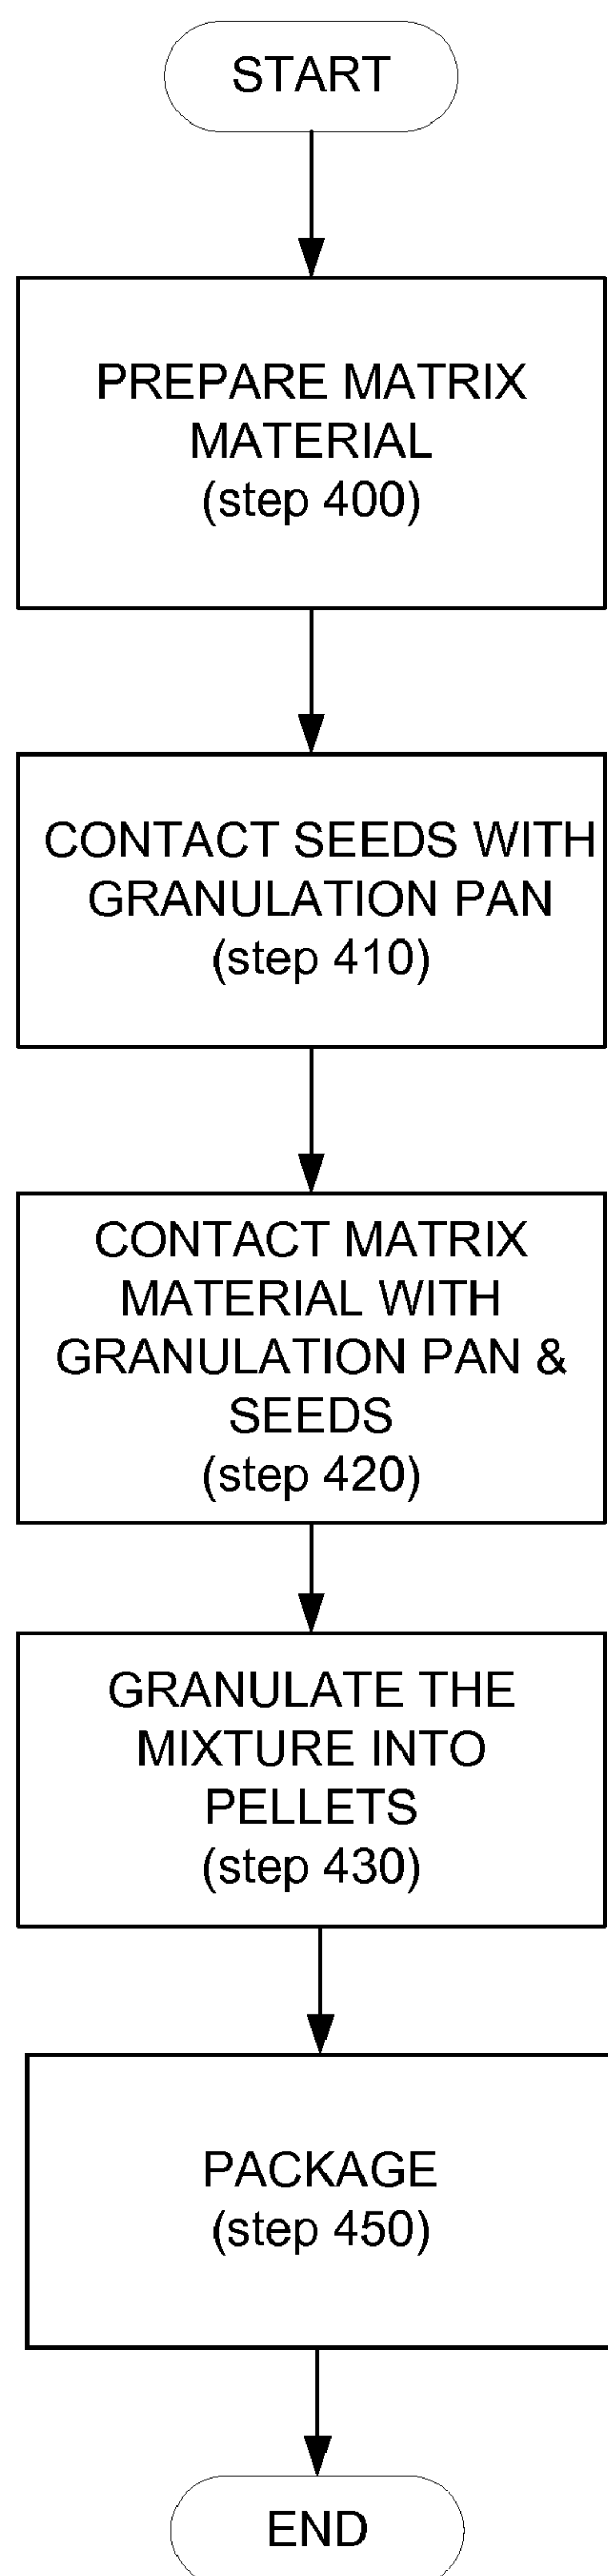 START
PREPARE MATRIX
MATERIAL
(step 400)
CONTACT SEEDS WITH
GRANULATION PAN
(step 410)
CONTACT MATRIX
MATERIAL WITH
GRANULATION PAN &
SEEDS
(step 420)
GRANULATE THE
MIXTURE INTO
PELLETS
(step 430)
PACKAGE
(step 450)
END